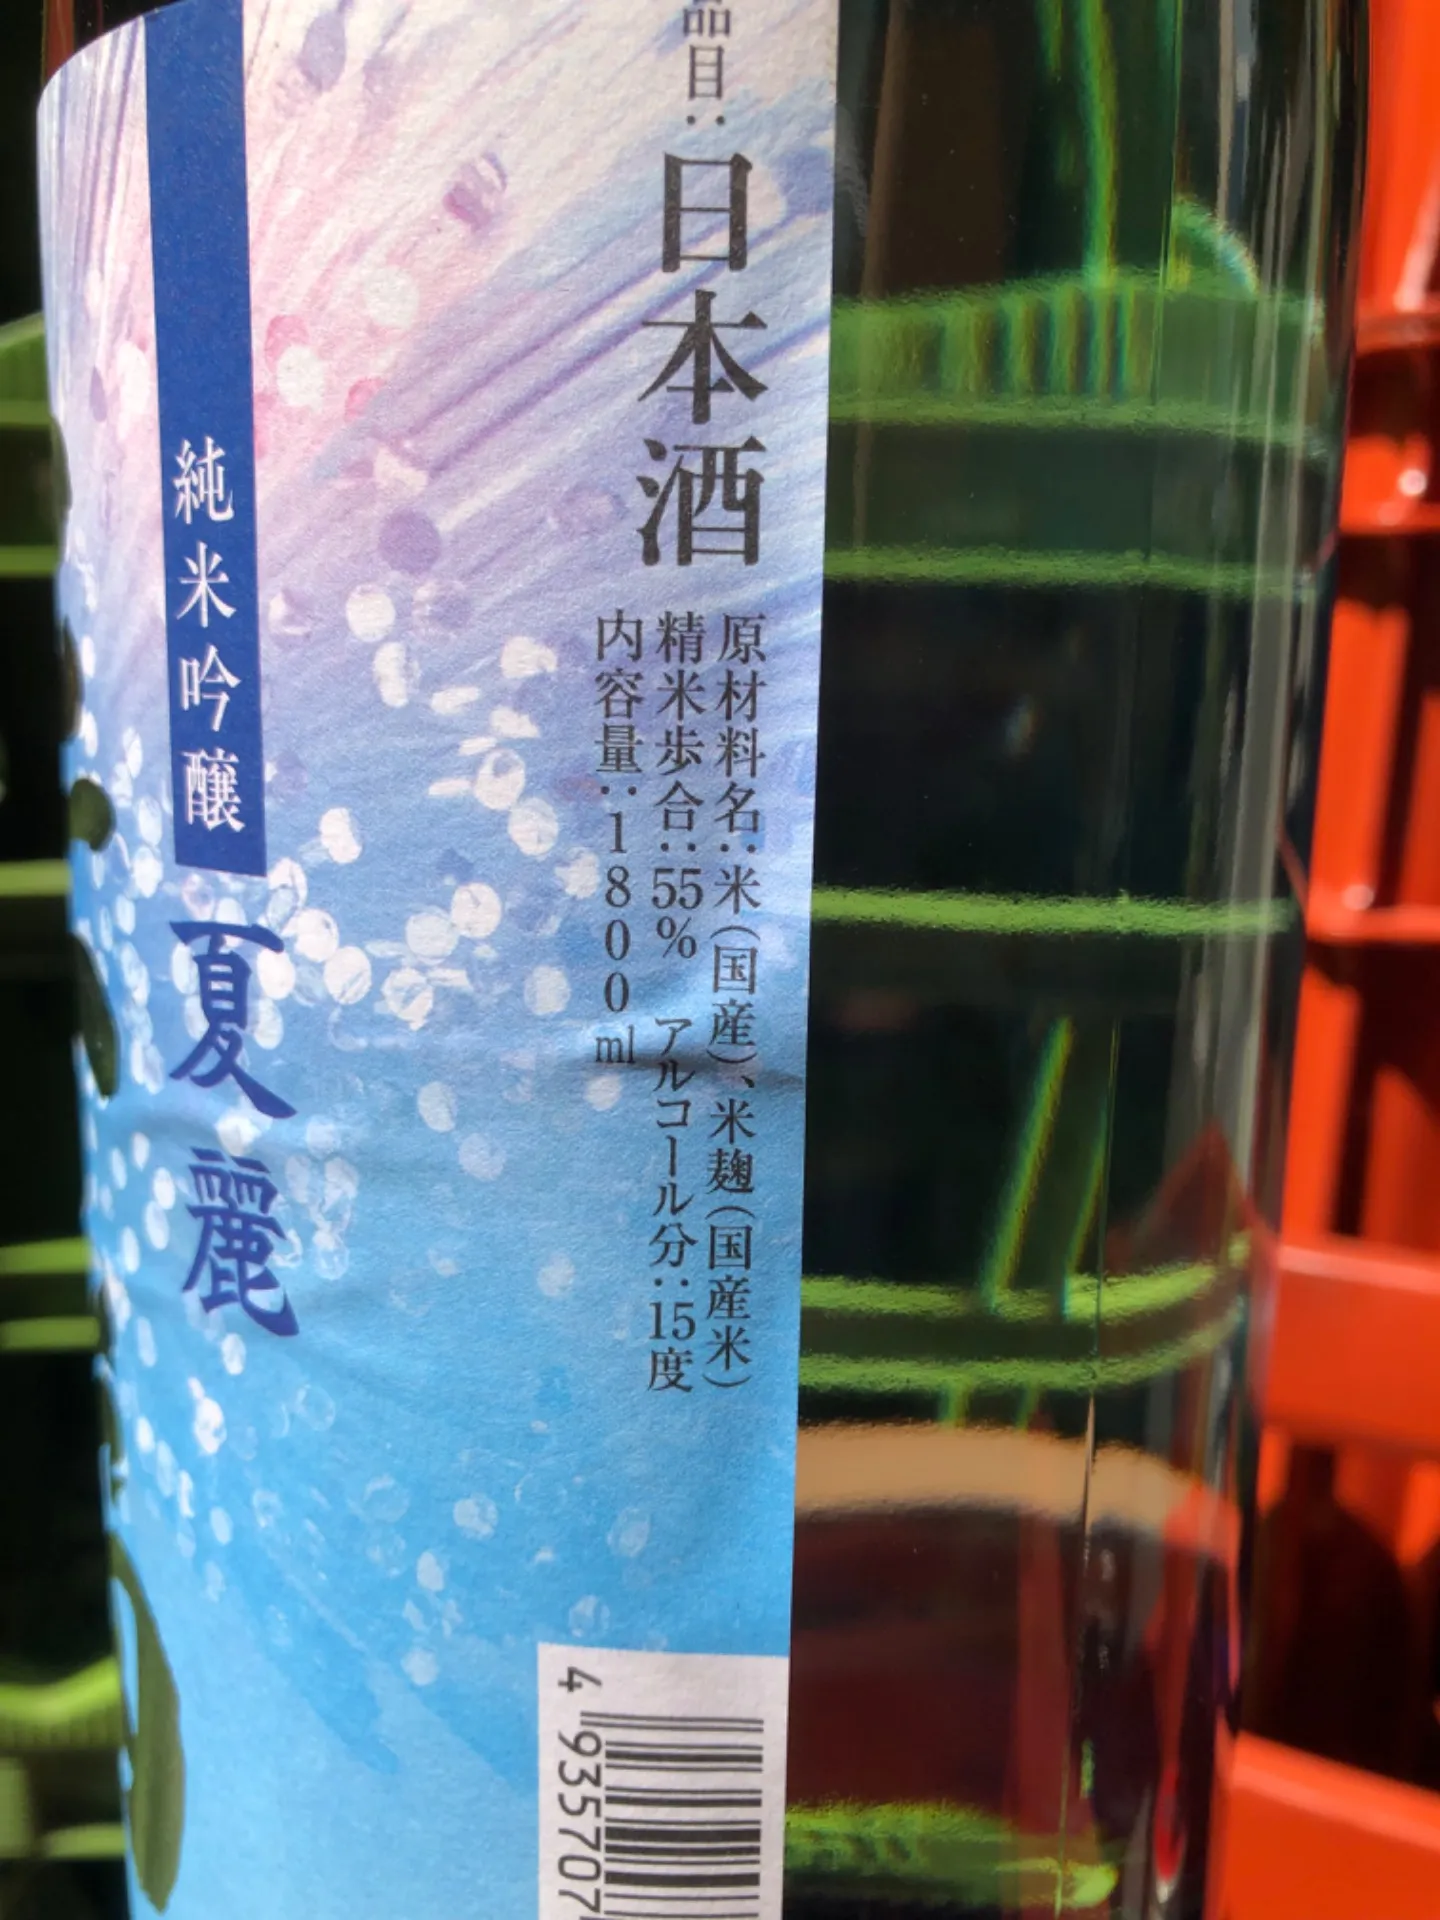 品目:日本酒
原材料名:米(国産)、米麹(国産米)
精米歩合:55% アルコール分:15度
内容量:1800ml
純米吟醸
夏麗
4 935707